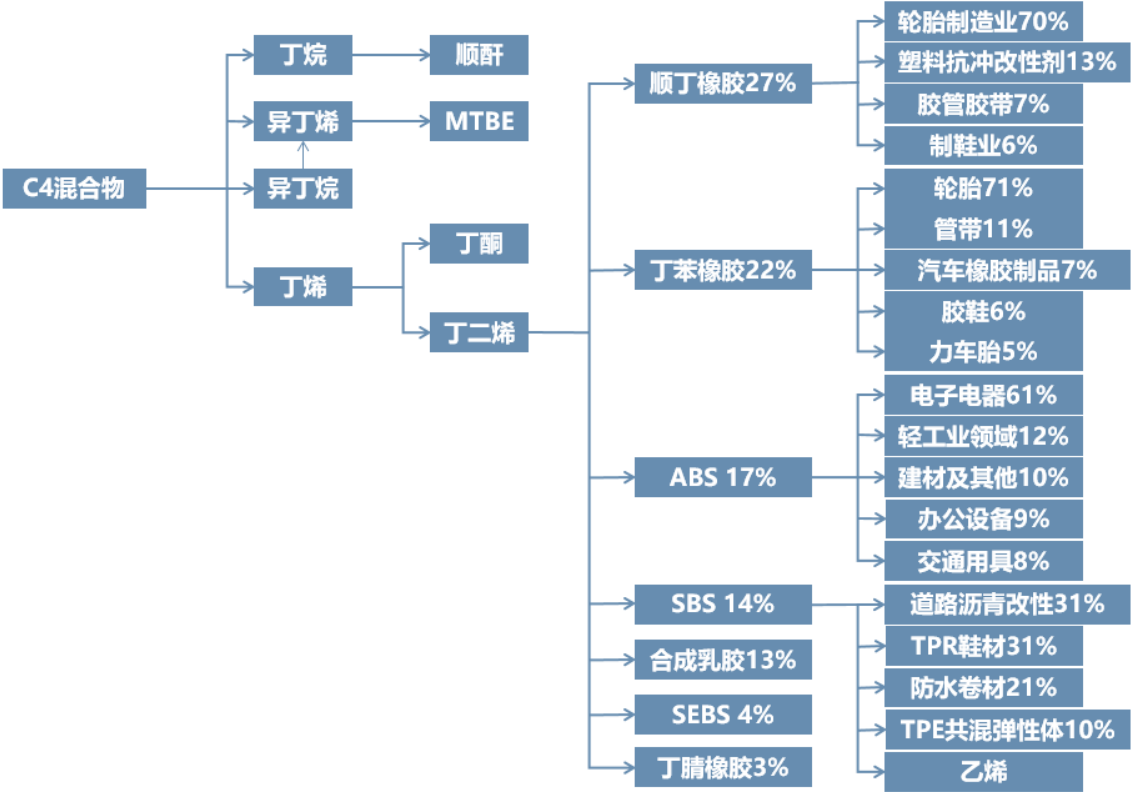 C4混合物
丁烷
顺酐
异丁烯
MTBE
异丁烷
丁烯
丁酮
丁二烯
顺丁橡胶27%
轮胎制造业70%
塑料抗冲改性剂13%
胶管胶带7%
制鞋业6%
丁苯橡胶22%
轮胎71%
管带11%
汽车橡胶制品7%
胶鞋6%
力车胎5%
ABS 17%
电子电器61%
轻工业领域12%
建材及其他10%
办公设备9%
交通用具8%
SBS 14%
道路沥青改性31%
TPR鞋材31%
防水卷材21%
TPE共混弹性体10%
乙烯
合成乳胶13%
SEBS 4%
丁腈橡胶3%